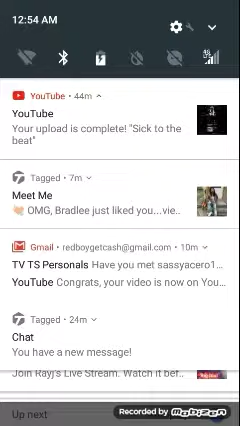 12:54 AM
YouTube • 44m
YouTube
Your upload is complete! "Sick to the
beat"
Tagged • 7m
Meet Me
👏 OMG, Bradlee just liked you...vie..
Gmail • redboygetcash@gmail.com • 10m
TV TS Personals Have you met sassyacero1...
YouTube Congrats, your video is now on You...
Tagged • 24m
Chat
You have a new message!
Join Rayj's Live Stream. Watch it bef..
Up next
Recorded by Mobizen